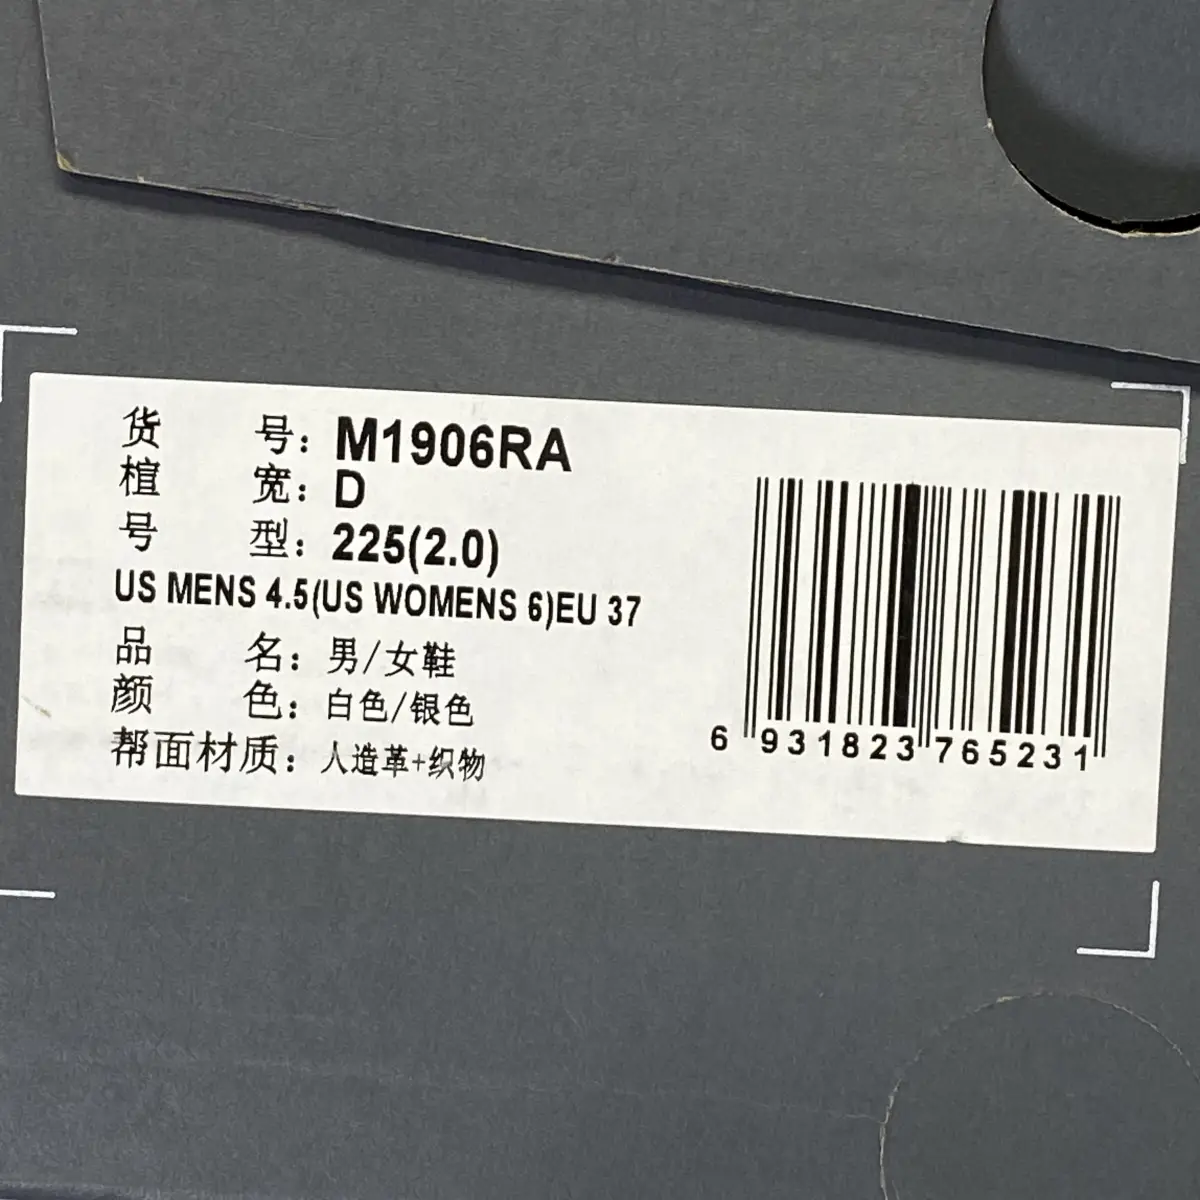 货 号: M1906RA
楦 宽: D
号 型: 225(2.0)
US MENS 4.5(US WOMENS 6)EU 37
品 名: 男/女鞋
颜 色: 白色/银色
帮面材质: 人造革+织物
6 931823 765231